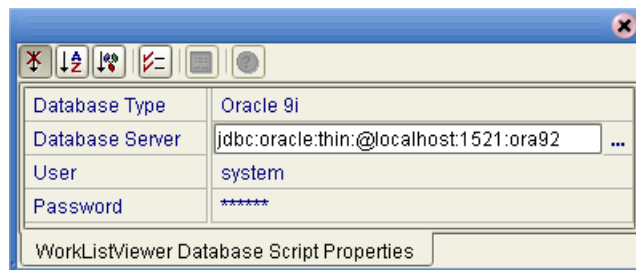 Database Type Oracle 9i
Database Server jdbc:oracle:thin:@localhost:1521:ora92 ...
User system
Password ******
WorkListViewer Database Script Properties